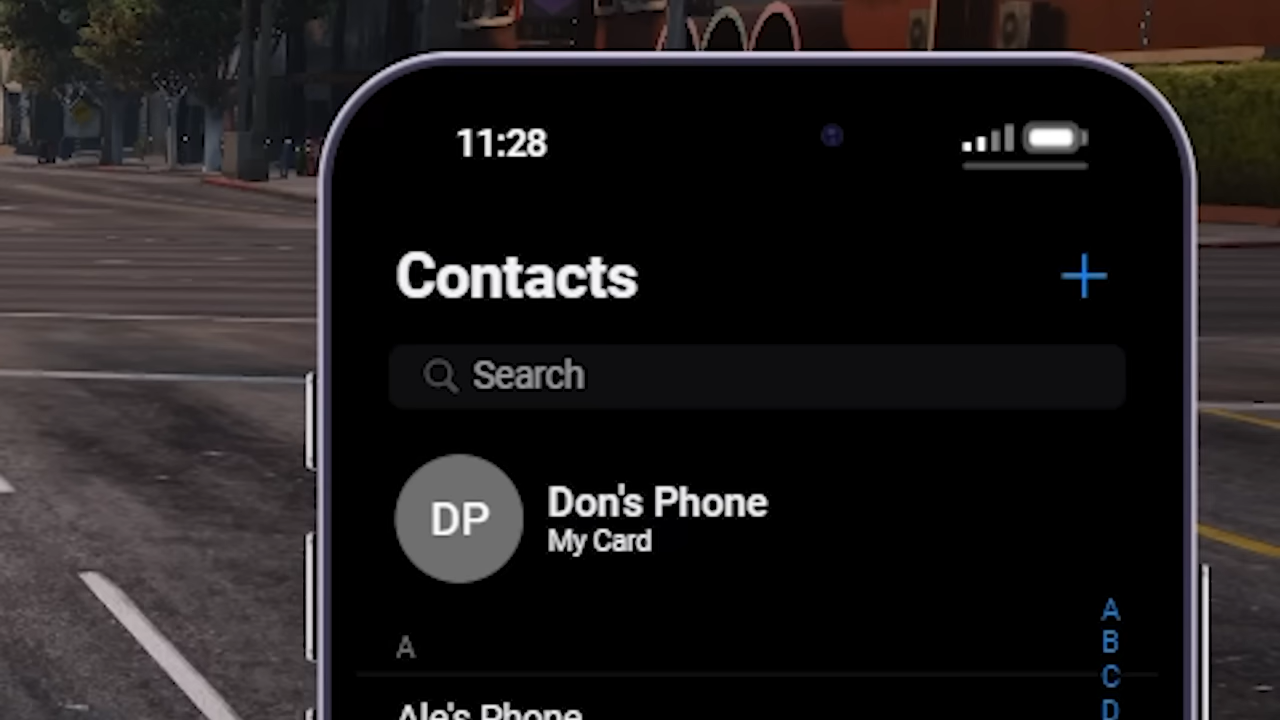 11:28
Contacts
Search
DP
Don's Phone
My Card
A
Ale's Phone
A
B
C
D